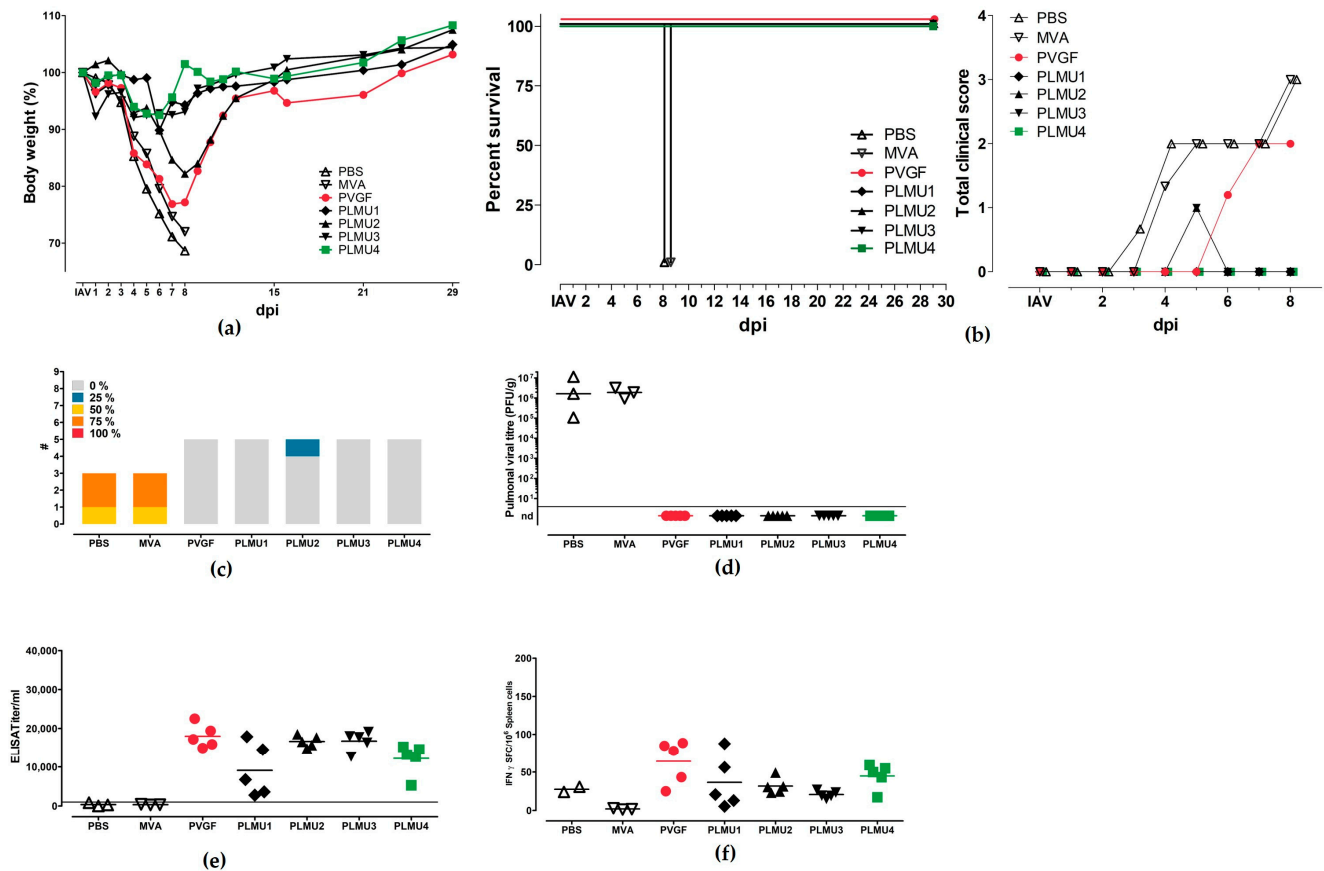 110
100
90
80
70
Body weight (%)
IAV 1 2 3 4 5 6 7 8 15 21 29
dpi
PBS
MVA
PVGF
PLMU1
PLMU2
PLMU3
PLMU4
(a)
100
75
50
25
0
Percent survival
IAV 2 4 6 8 10 12 14 16 18 20 22 24 26 28 30
dpi
PBS
MVA
PVGF
PLMU1
PLMU2
PLMU3
PLMU4
4
3
2
1
0
Total clinical score
IAV 2 4 6 8
dpi
PBS
MVA
PVGF
PLMU1
PLMU2
PLMU3
PLMU4
(b)
9
8
7
6
5
4
3
2
1
0
#
0 %
25 %
50 %
75 %
100 %
PBS MVA PVGF PLMU1 PLMU2 PLMU3 PLMU4
(c)
10⁷
10⁶
10⁵
10⁴
10³
10²
10¹
nd
Pulmonal viral titre (PFU/g)
PBS MVA PVGF PLMU1 PLMU2 PLMU3 PLMU4
(d)
40,000
30,000
20,000
10,000
0
ELISATiter/ml
PBS MVA PVGF PLMU1 PLMU2 PLMU3 PLMU4
(e)
200
150
100
50
0
IFN γ SFC/10⁶ Spleen cells
PBS MVA PVGF PLMU1 PLMU2 PLMU3 PLMU4
(f)